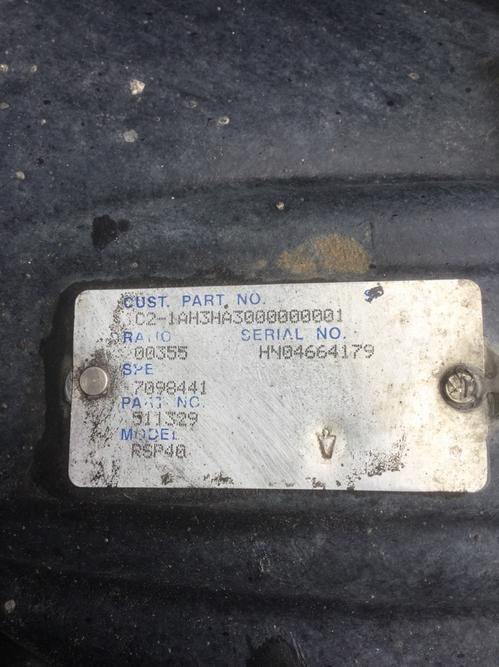 CUST. PART NO.
C2-1AH3HA3000000001
RATIO SERIAL NO.
00355 HN04664179
SPE
7098441
PART NO.
511329
MODEL
RSP40